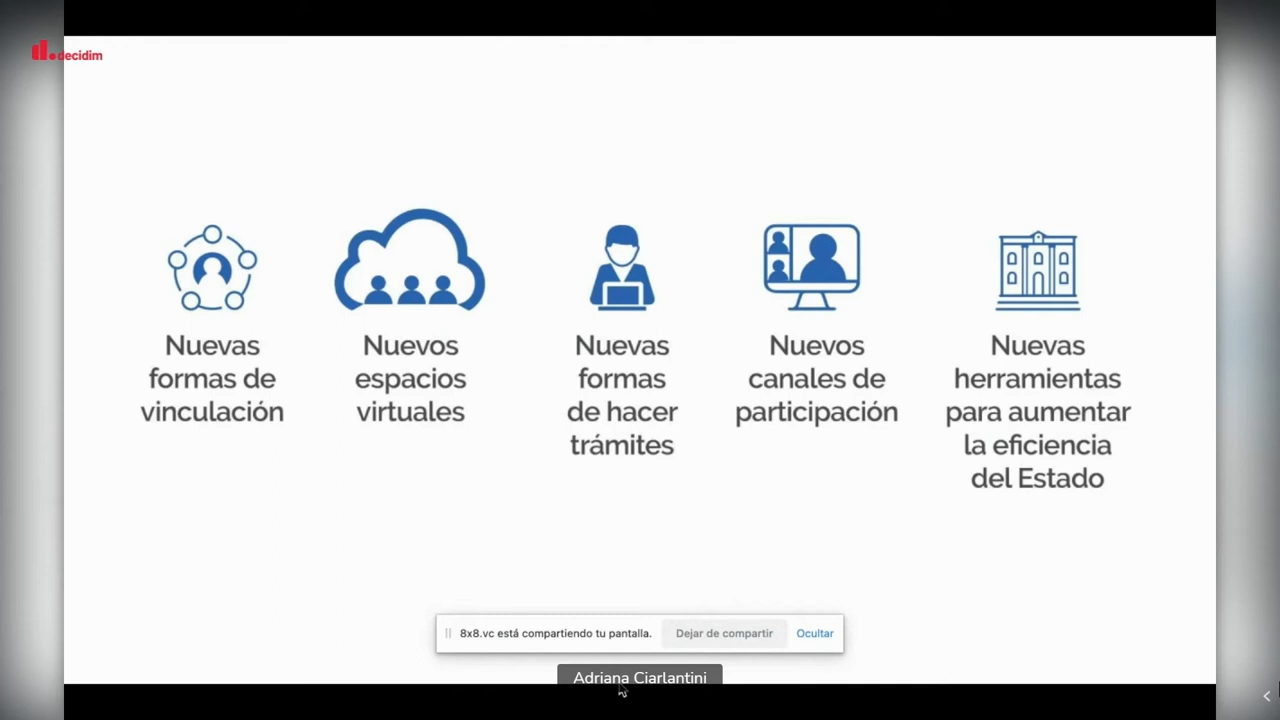 decidim
Nuevas
formas de
vinculación
Nuevos
espacios
virtuales
Nuevas
formas
de hacer
trámites
Nuevos
canales de
participación
Nuevas
herramientas
para aumentar
la eficiencia
del Estado
8x8.vc está compartiendo tu pantalla. Dejar de compartir Ocultar
Adriana Ciarlantini